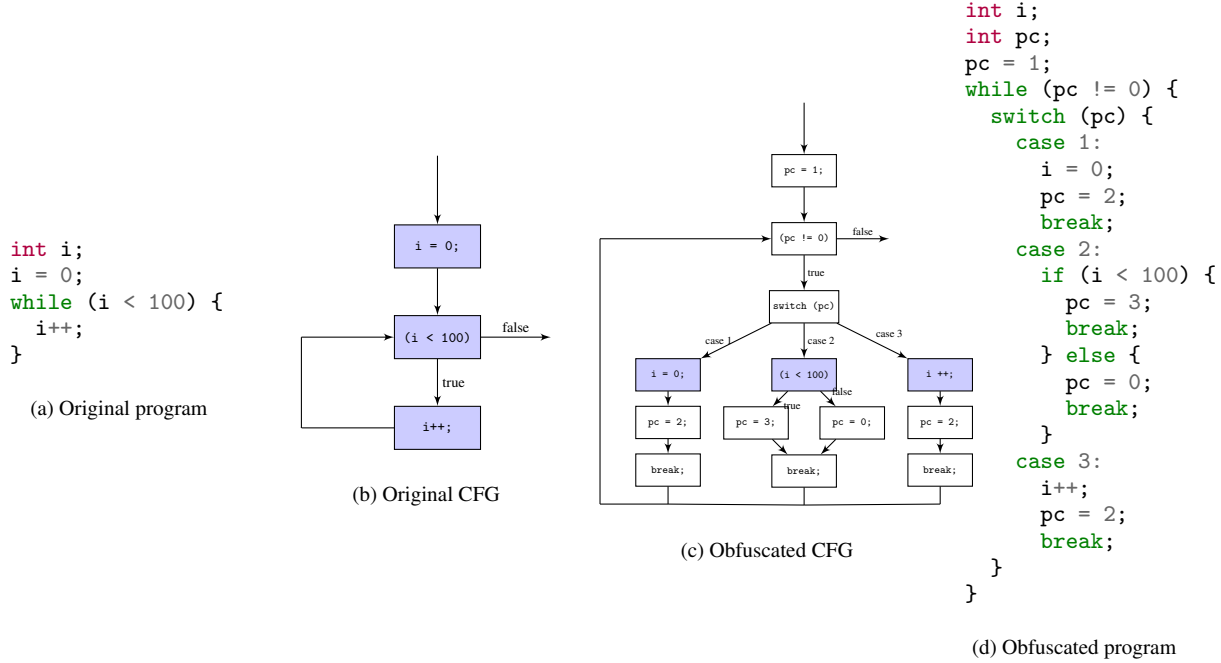 int i;
i = 0;
while (i < 100) {
  i++;
}
(a) Original program
i = 0;
(i < 100)
false
true
i++;
(b) Original CFG
pc = 1;
(pc != 0)
false
true
switch (pc)
case 1
case 2
case 3
i = 0;
(i < 100)
i ++;
true
false
pc = 2;
pc = 3;
pc = 0;
pc = 2;
break;
break;
break;
(c) Obfuscated CFG
int i;
int pc;
pc = 1;
while (pc != 0) {
  switch (pc) {
    case 1:
      i = 0;
      pc = 2;
      break;
    case 2:
      if (i < 100) {
        pc = 3;
        break;
      } else {
        pc = 0;
        break;
      }
    case 3:
      i++;
      pc = 2;
      break;
  }
}
(d) Obfuscated program